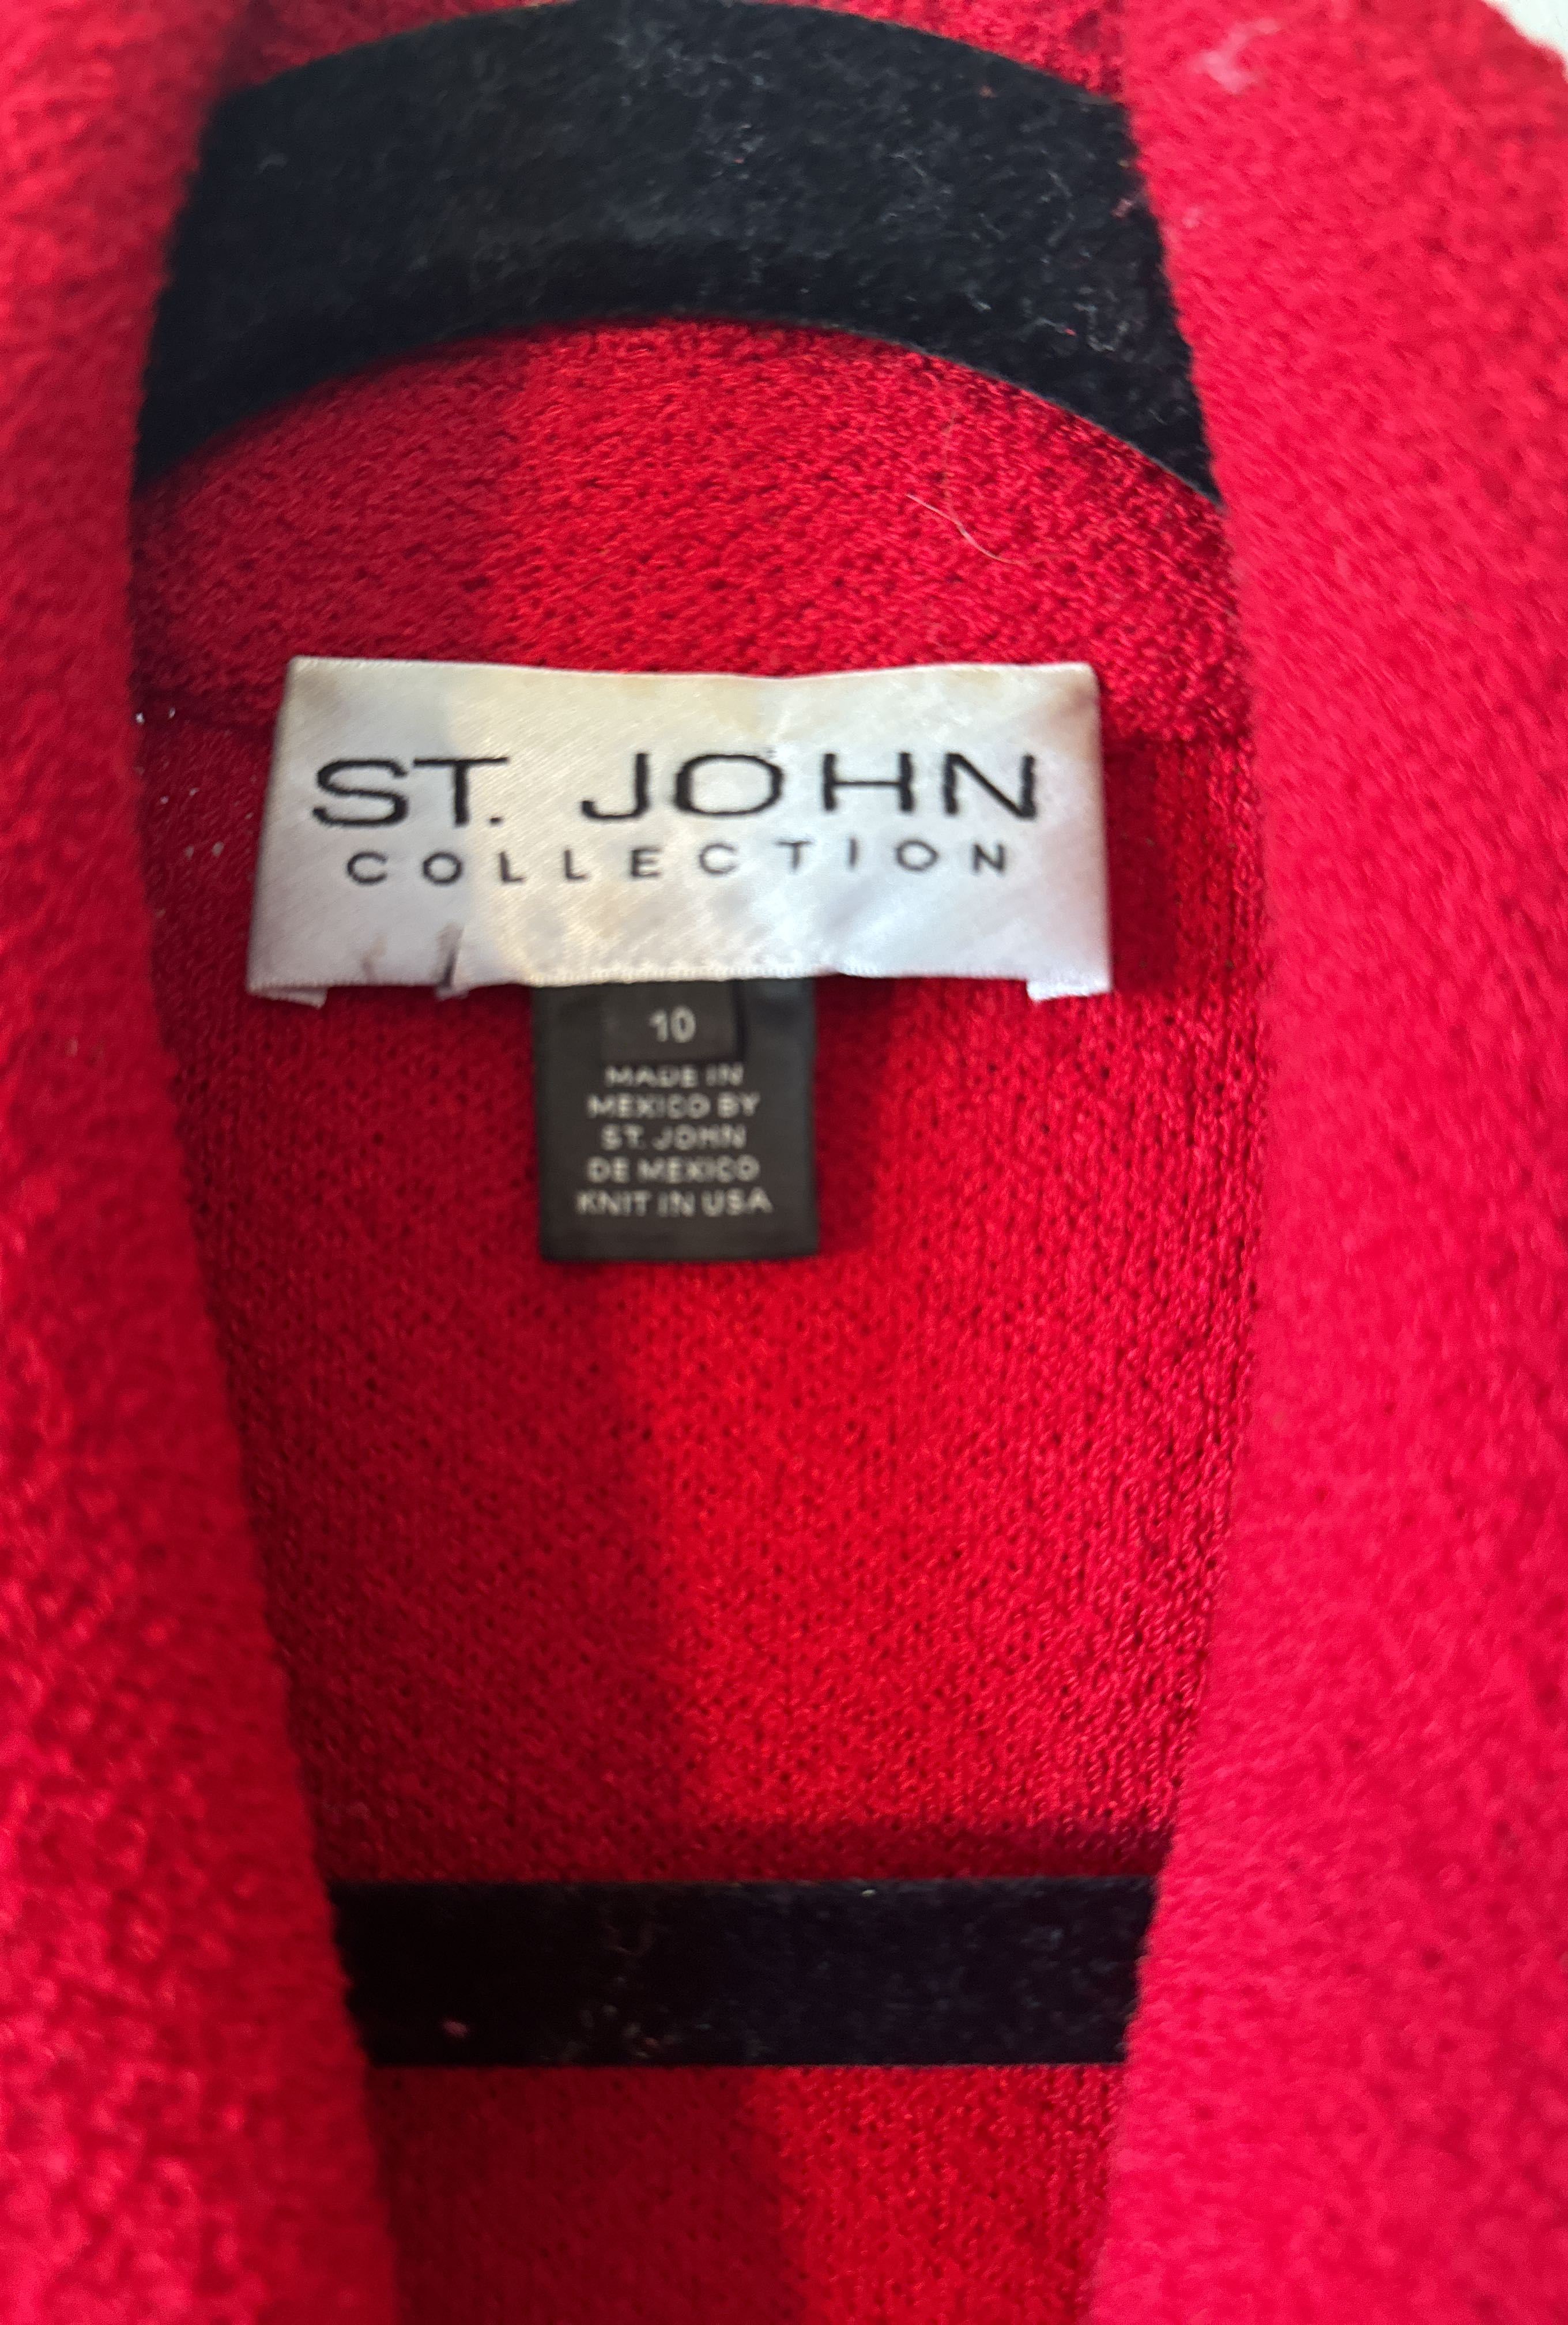 ST. JOHN
COLLECTION
10
MADE IN
MEXICO BY
ST. JOHN
DE MEXICO
KNIT IN USA